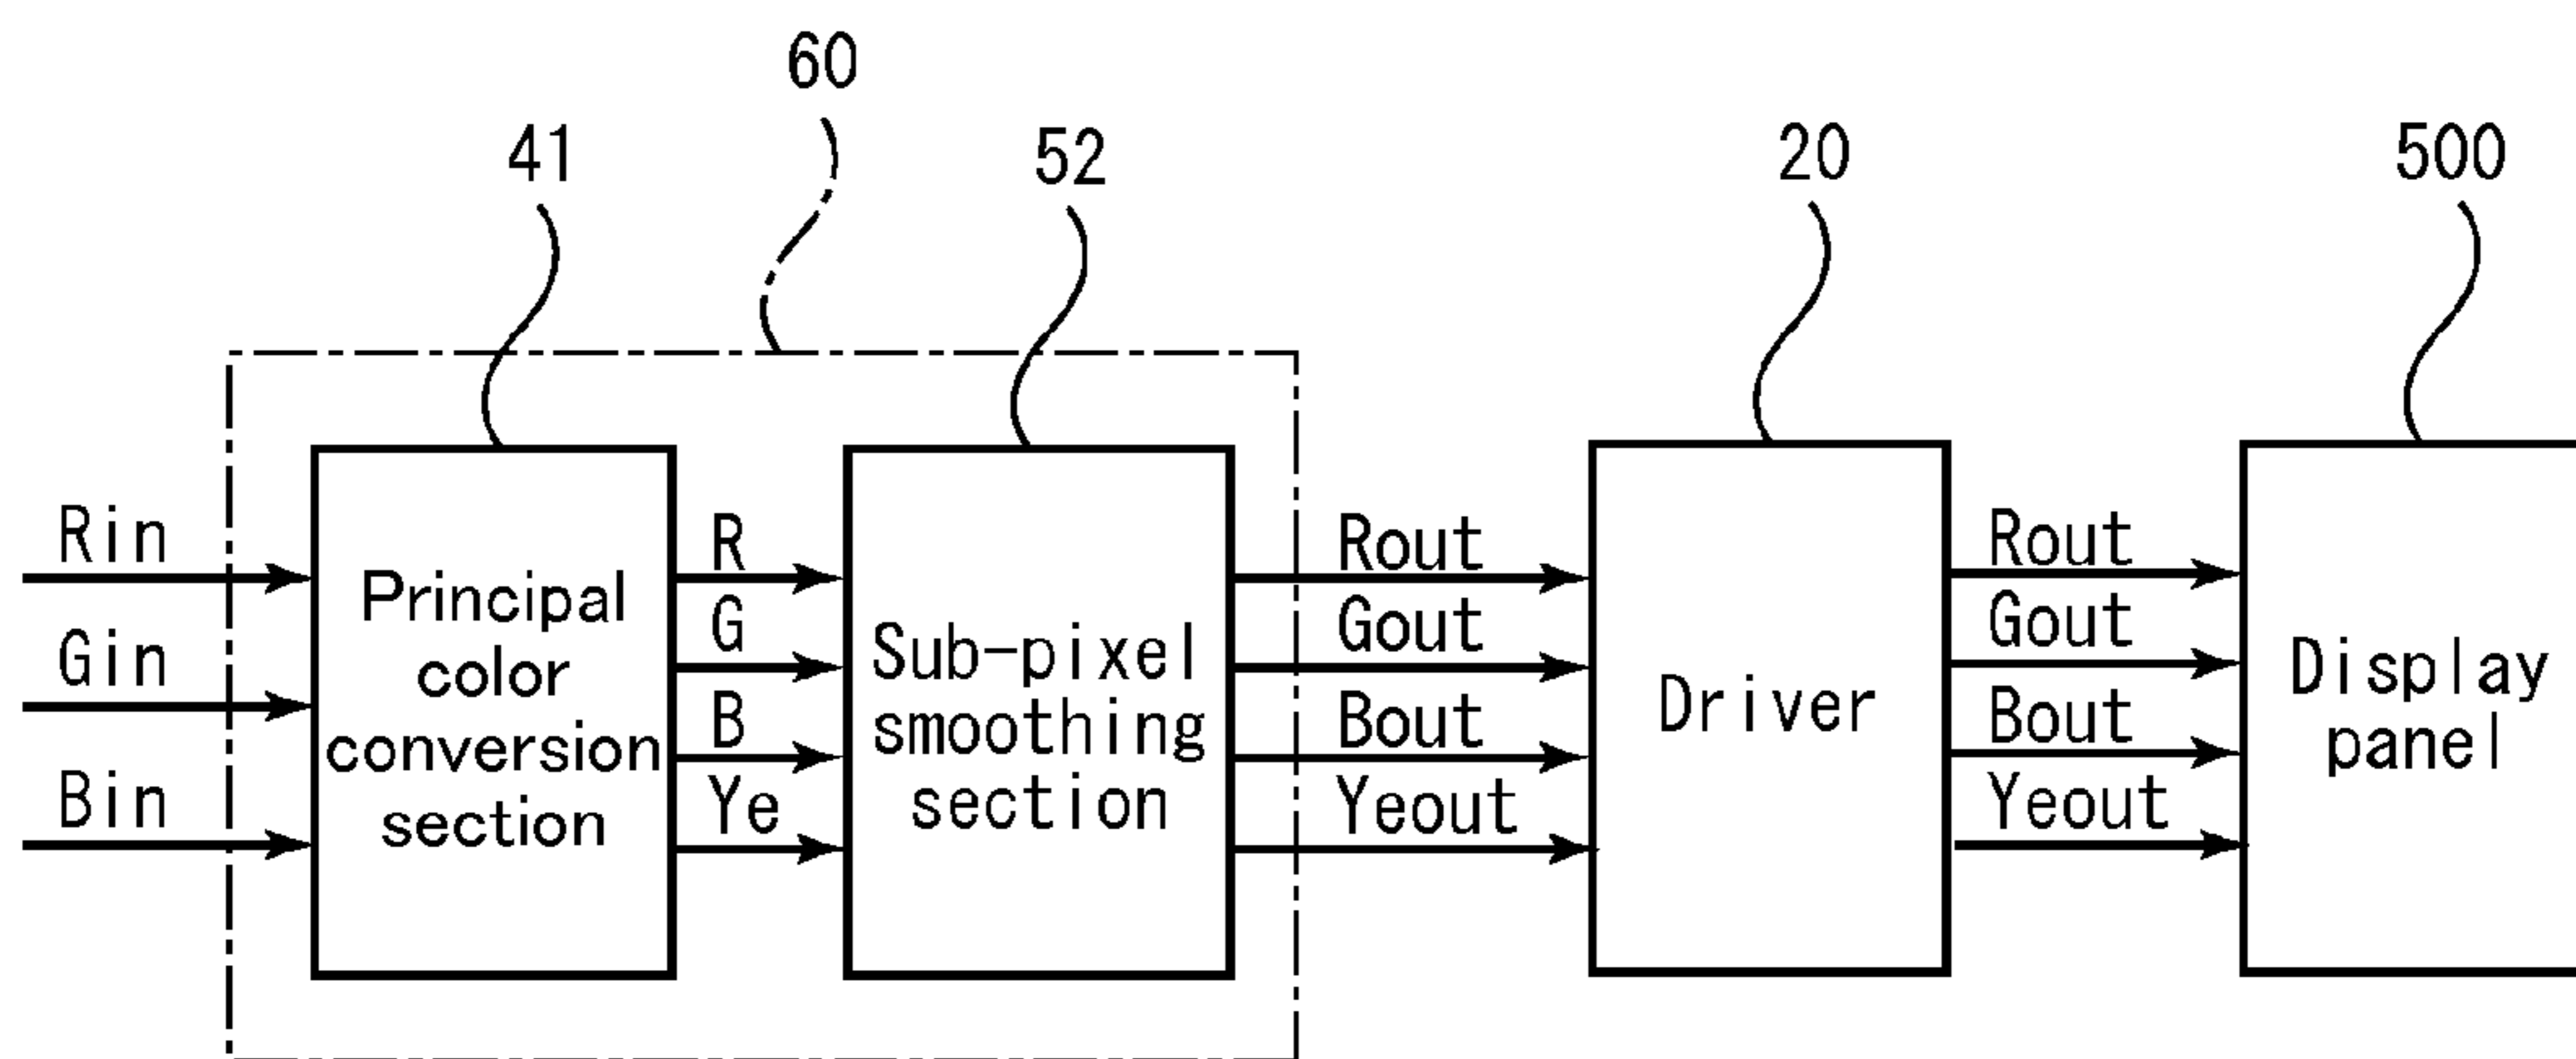 60
41
52
20
500
Rin
Gin
Bin
Principal
color
conversion
section
R
G
B
Ye
Sub-pixel
smoothing
section
Rout
Gout
Bout
Yeout
Driver
Rout
Gout
Bout
Yeout
Display
panel